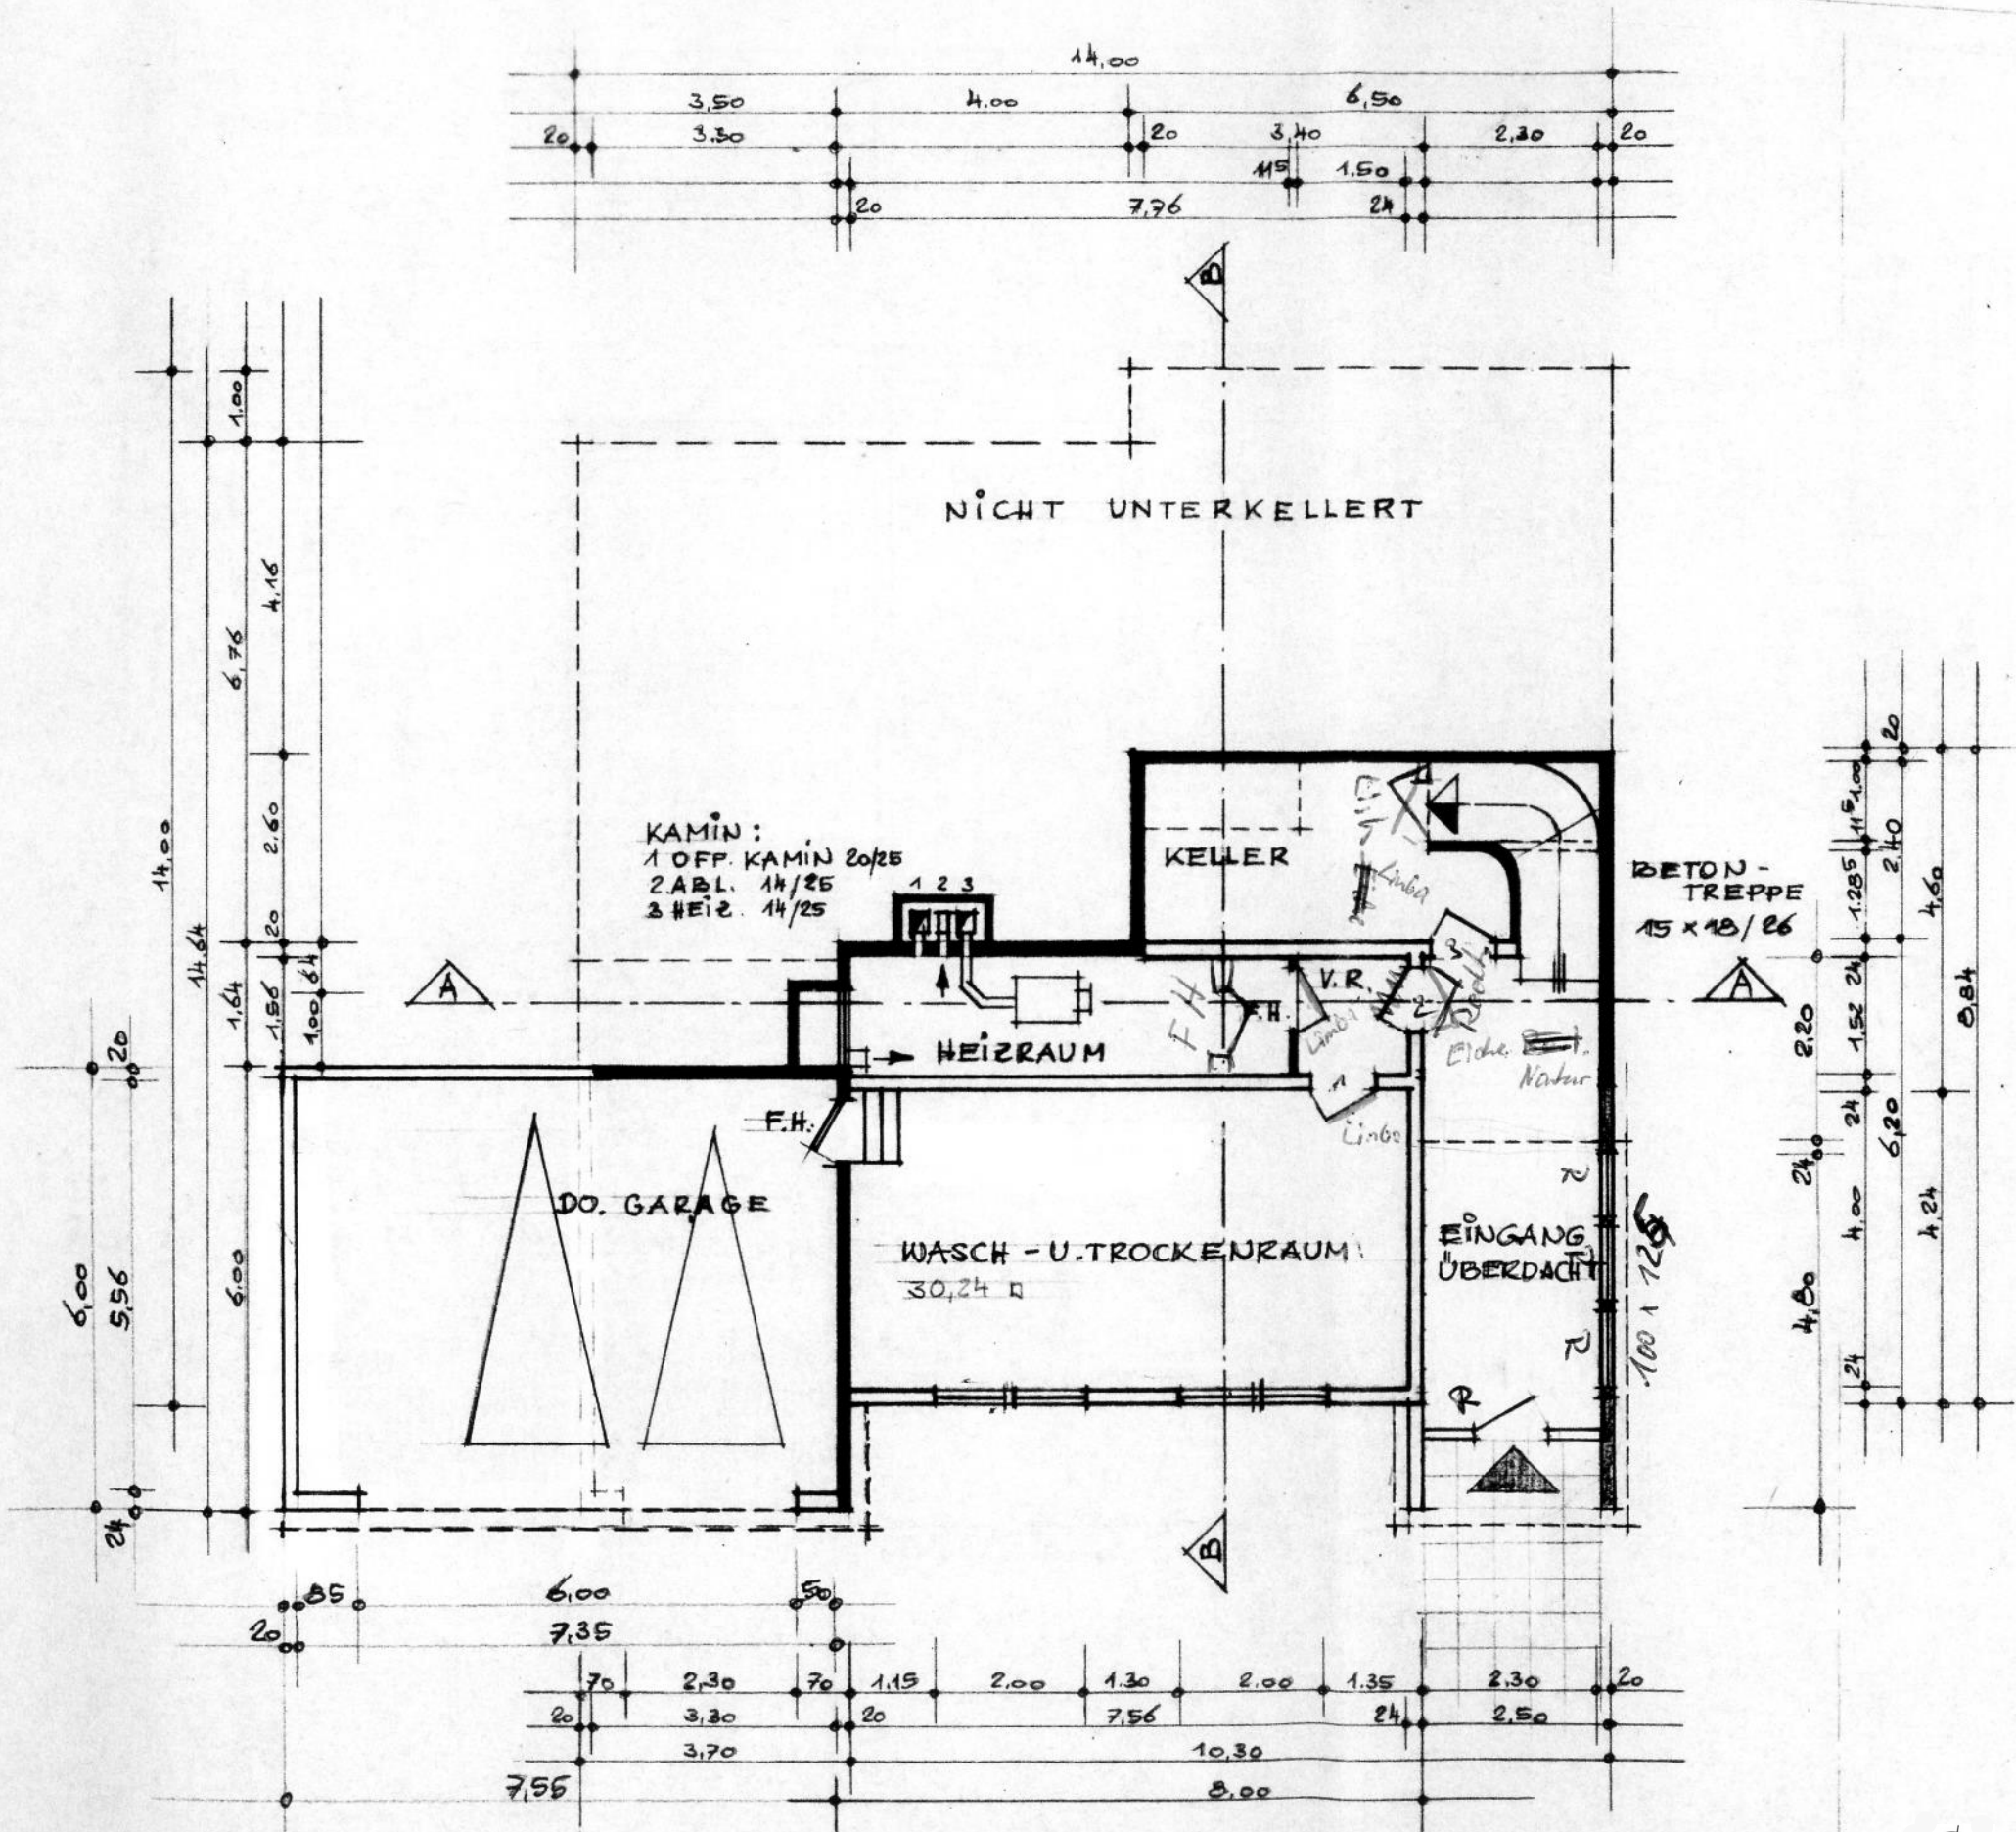 14,00
3,50 4.00 6,50
20 3.30 20 3,40 2,30 20
11⁵ 1.50
20 7,76 24
B
1.00
4,16
6,76
NICHT UNTERKELLERT
14,00
2.60
20
14.64
1,64
1,56
64
1,00
KAMIN:
1 OFF. KAMIN 20/25
2. ABL. 14/25
3 HEIZ. 14/25
1 2 3
KELLER
Limba
BETON-
TREPPE
15 x 18/26
20
1.00
11⁵
2,40
1.28⁵
4,60
24
1,52
8,84
2,20
24
6,20
24
4,00
4,24
4,80
24
A
A
V.R.
3
2
F.H.
F H
Limba
HEIZRAUM
Eiche
Natur
1
Limba
20
6,00
5,56
24
6.00
F.H.
DO. GARAGE
WASCH - U. TROCKENRAUM
30,24
EINGANG
ÜBERDACHT
R
R
R
100 x
B
85 6,00 50
20 7,35
70 2,30 70 1.15 2.00 1.30 2.00 1.35 2.30 20
20 3,30 20 7,56 24 2,50
3,70 10,30
7,55 8,00